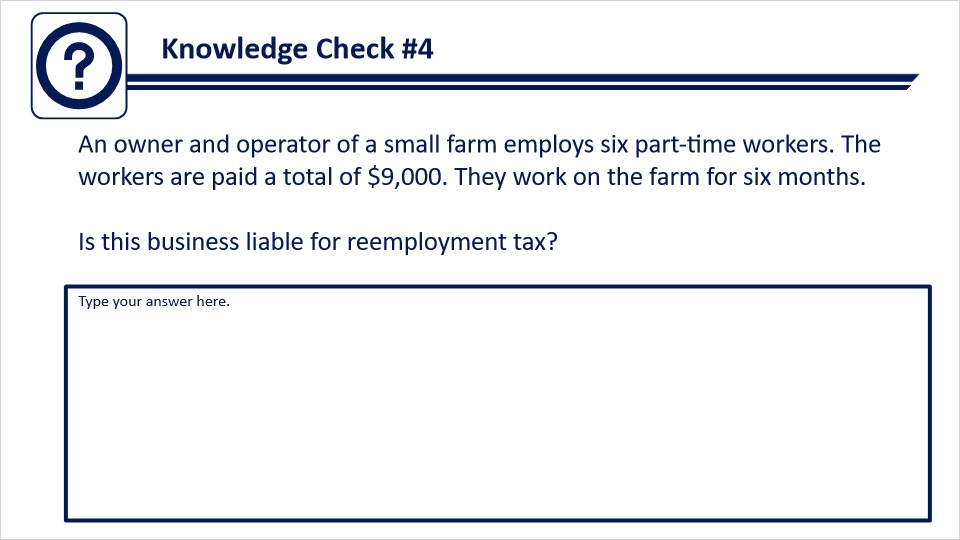 Knowledge Check #4
An owner and operator of a small farm employs six part-time workers. The
workers are paid a total of $9,000. They work on the farm for six months.
Is this business liable for reemployment tax?
Type your answer here.